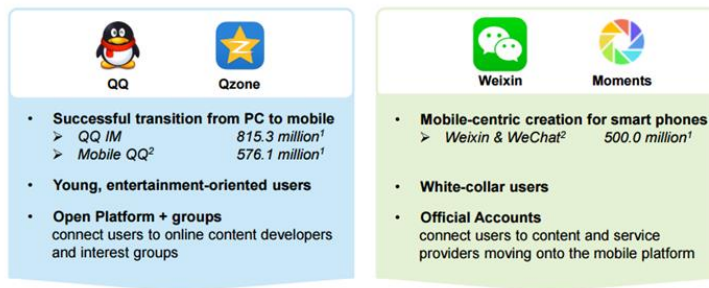 QQ
Qzone
• Successful transition from PC to mobile
➢ QQ IM 815.3 million¹
➢ Mobile QQ² 576.1 million¹
• Young, entertainment-oriented users
• Open Platform + groups
connect users to online content developers
and interest groups
Weixin
Moments
• Mobile-centric creation for smart phones
➢ Weixin & WeChat² 500.0 million¹
• White-collar users
• Official Accounts
connect users to content and service
providers moving onto the mobile platform